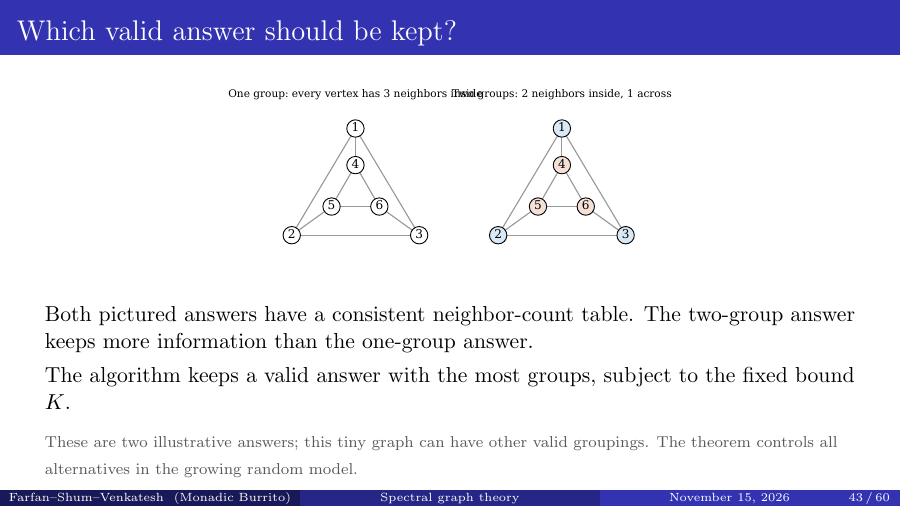 Which valid answer should be kept?
One group: every vertex has 3 neighbors inside
Two groups: 2 neighbors inside, 1 across
1
4
5
6
2
3
1
4
5
6
2
3
Both pictured answers have a consistent neighbor-count table. The two-group answer
keeps more information than the one-group answer.
The algorithm keeps a valid answer with the most groups, subject to the fixed bound
K.
These are two illustrative answers; this tiny graph can have other valid groupings. The theorem controls all
alternatives in the growing random model.
Farfan–Shum–Venkatesh (Monadic Burrito)
Spectral graph theory
November 15, 2026
43 / 60